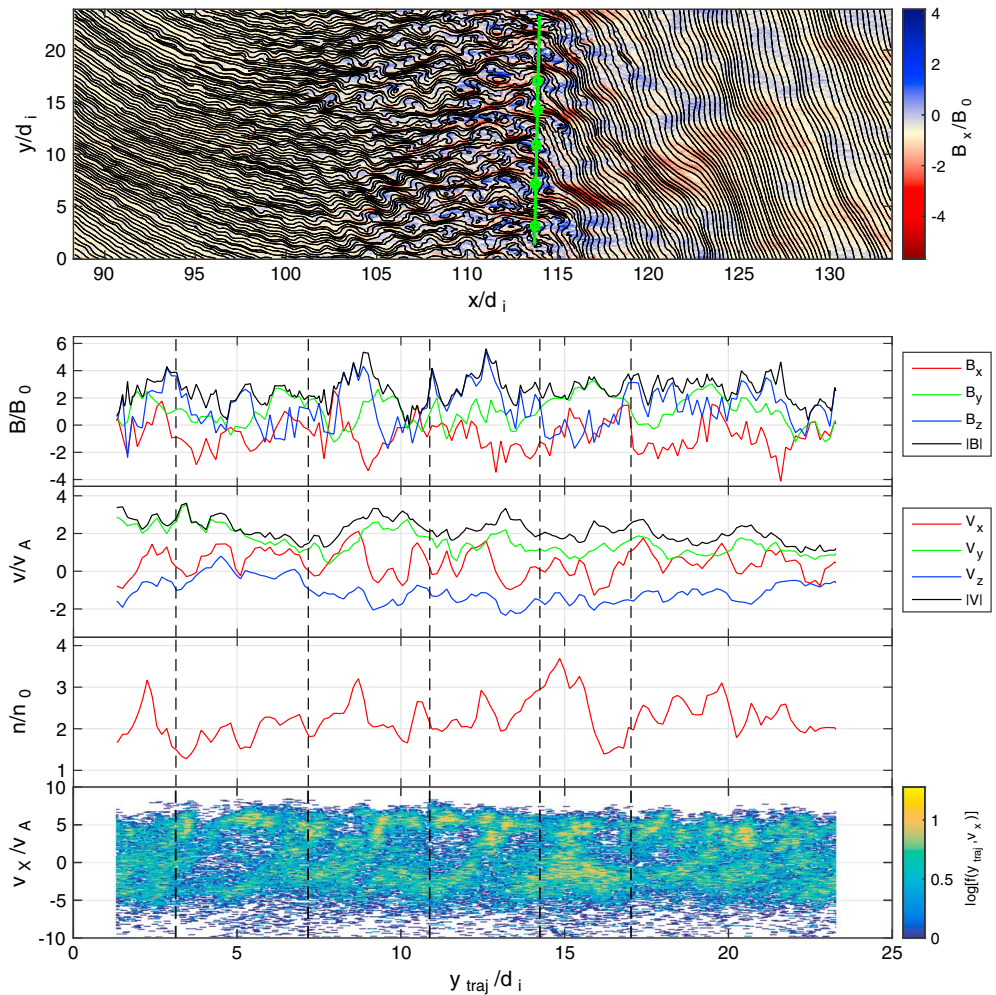 20
15
10
5
0
y/d i
90 95 100 105 110 115 120 125 130
x/d i
4
2
0
-2
-4
B x /B 0
6
4
2
0
-2
-4
B/B 0
B x
B y
B z
|B|
4
2
0
-2
v/v A
V x
V y
V z
|V|
4
3
2
1
n/n 0
10
5
0
-5
-10
v x /v A
1
0.5
0
log[f(y traj , v x )]
0 5 10 15 20 25
y traj /d i